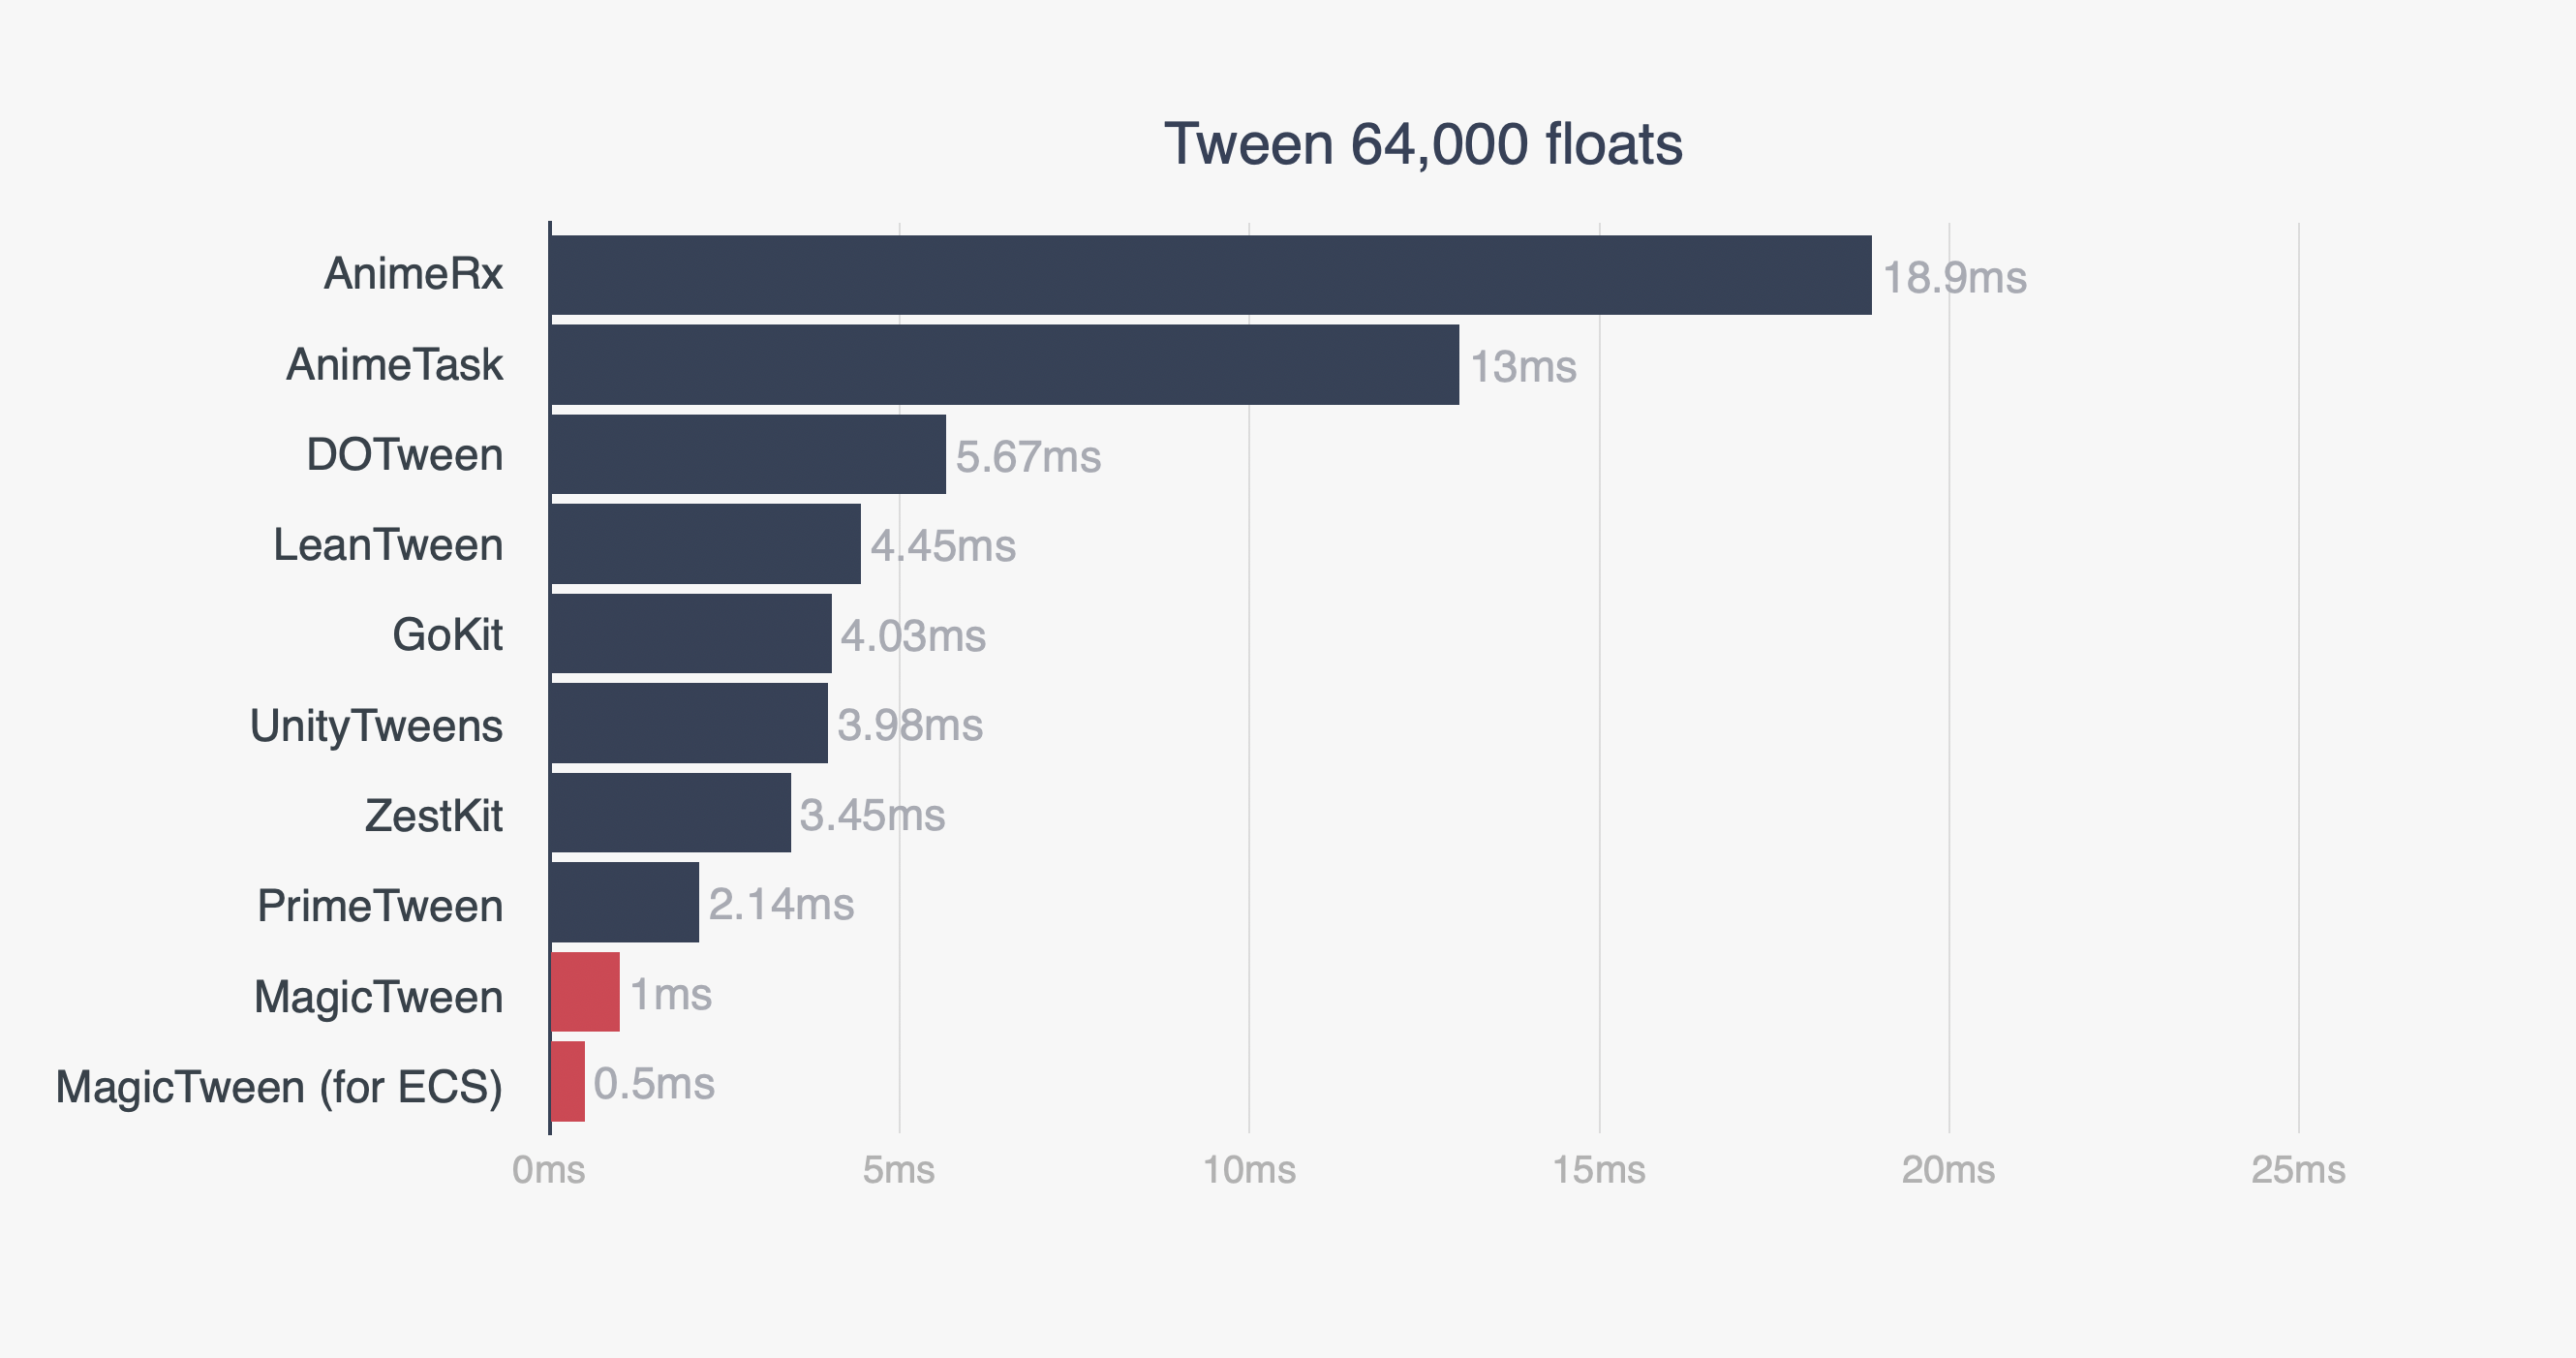 Tween 64,000 floats
AnimeRx 18.9ms
AnimeTask 13ms
DOTween 5.67ms
LeanTween 4.45ms
GoKit 4.03ms
UnityTweens 3.98ms
ZestKit 3.45ms
PrimeTween 2.14ms
MagicTween 1ms
MagicTween (for ECS) 0.5ms
0ms 5ms 10ms 15ms 20ms 25ms